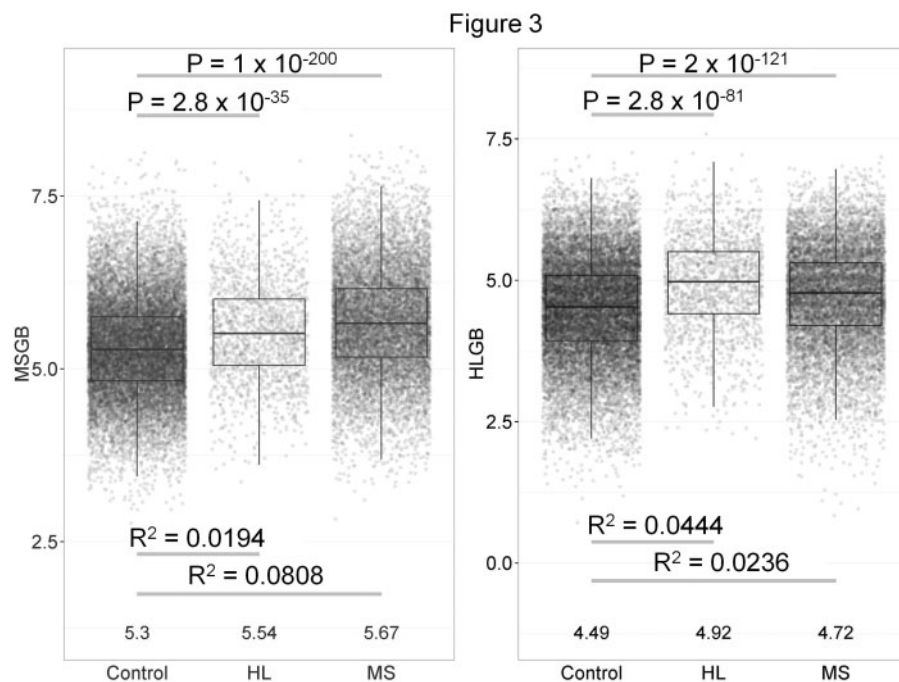 Figure 3
P = 1 x 10⁻²⁰⁰
P = 2.8 x 10⁻³⁵
7.5
5.0
2.5
MSGB
R² = 0.0194
R² = 0.0808
5.3 5.54 5.67
Control HL MS
P = 2 x 10⁻¹²¹
P = 2.8 x 10⁻⁸¹
7.5
5.0
2.5
0.0
HLGB
R² = 0.0444
R² = 0.0236
4.49 4.92 4.72
Control HL MS